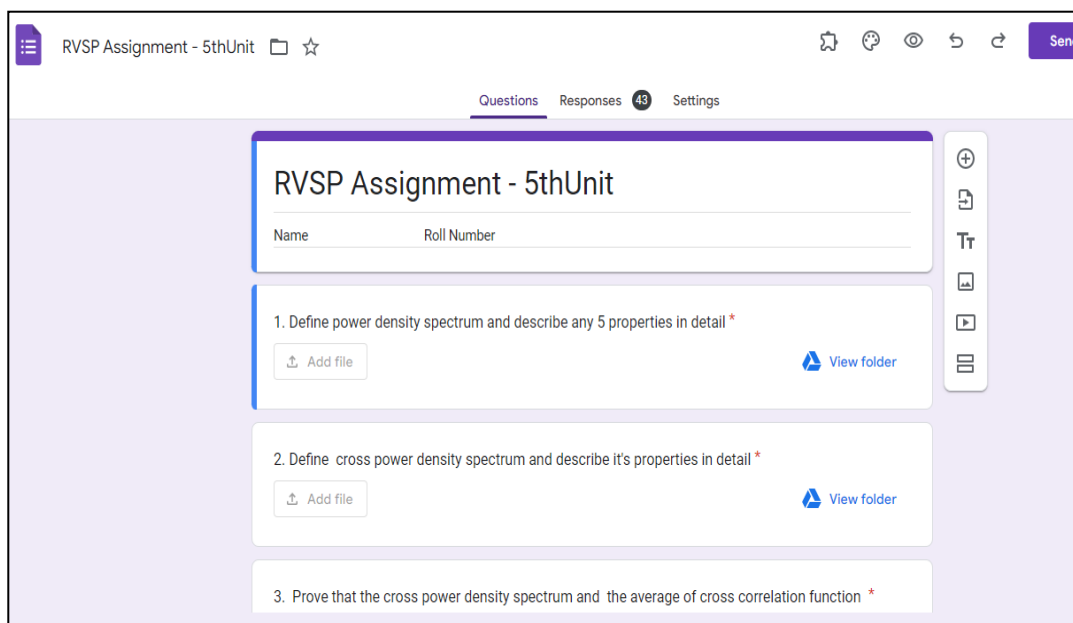 RVSP Assignment - 5thUnit
Send
Questions Responses 43 Settings
RVSP Assignment - 5thUnit
Name Roll Number
1. Define power density spectrum and describe any 5 properties in detail *
Add file View folder
2. Define cross power density spectrum and describe it's properties in detail *
Add file View folder
3. Prove that the cross power density spectrum and the average of cross correlation function *
Tт